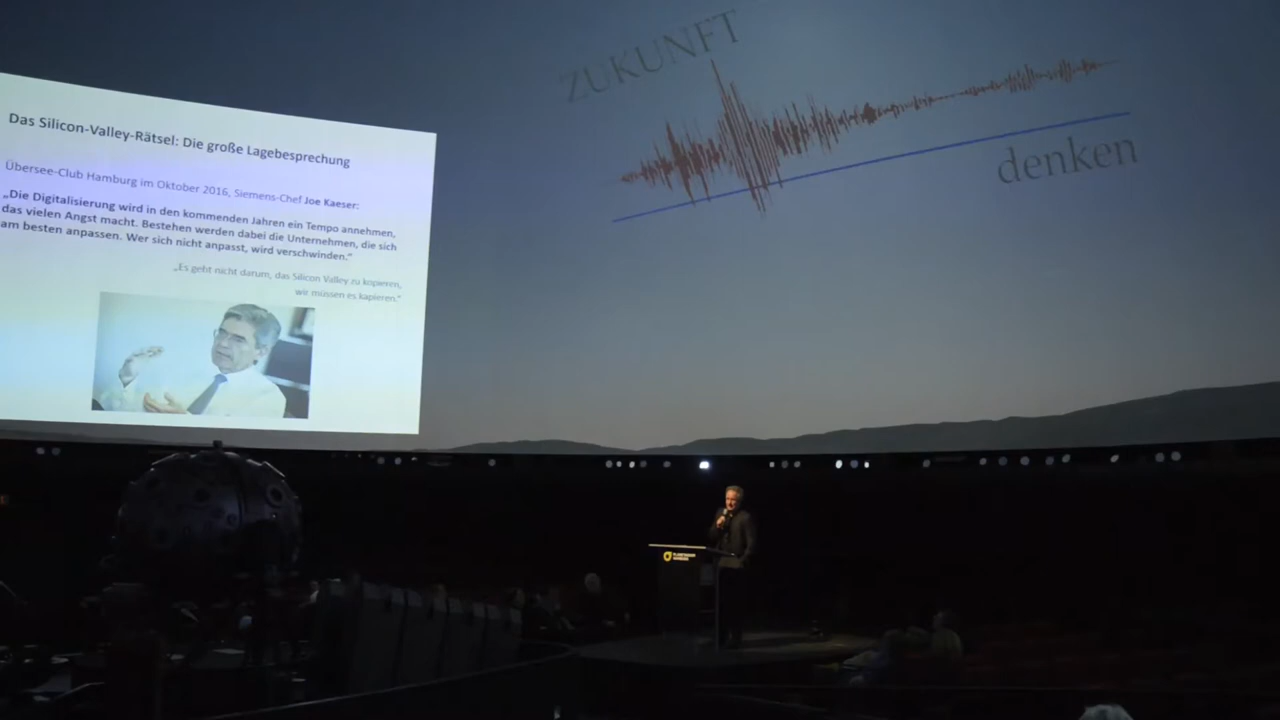 Das Silicon-Valley-Rätsel: Die große Lagebesprechung
Übersee-Club Hamburg im Oktober 2016, Siemens-Chef Joe Kaeser:
„Die Digitalisierung wird in den kommenden Jahren ein Tempo annehmen,
das vielen Angst macht. Bestehen werden dabei die Unternehmen, die sich
am besten anpassen. Wer sich nicht anpasst, wird verschwinden.“
„Es geht nicht darum, das Silicon Valley zu kopieren,
wir müssen es kapieren.“
ZUKUNFT
denken
PLANETARIUM
HAMBURG